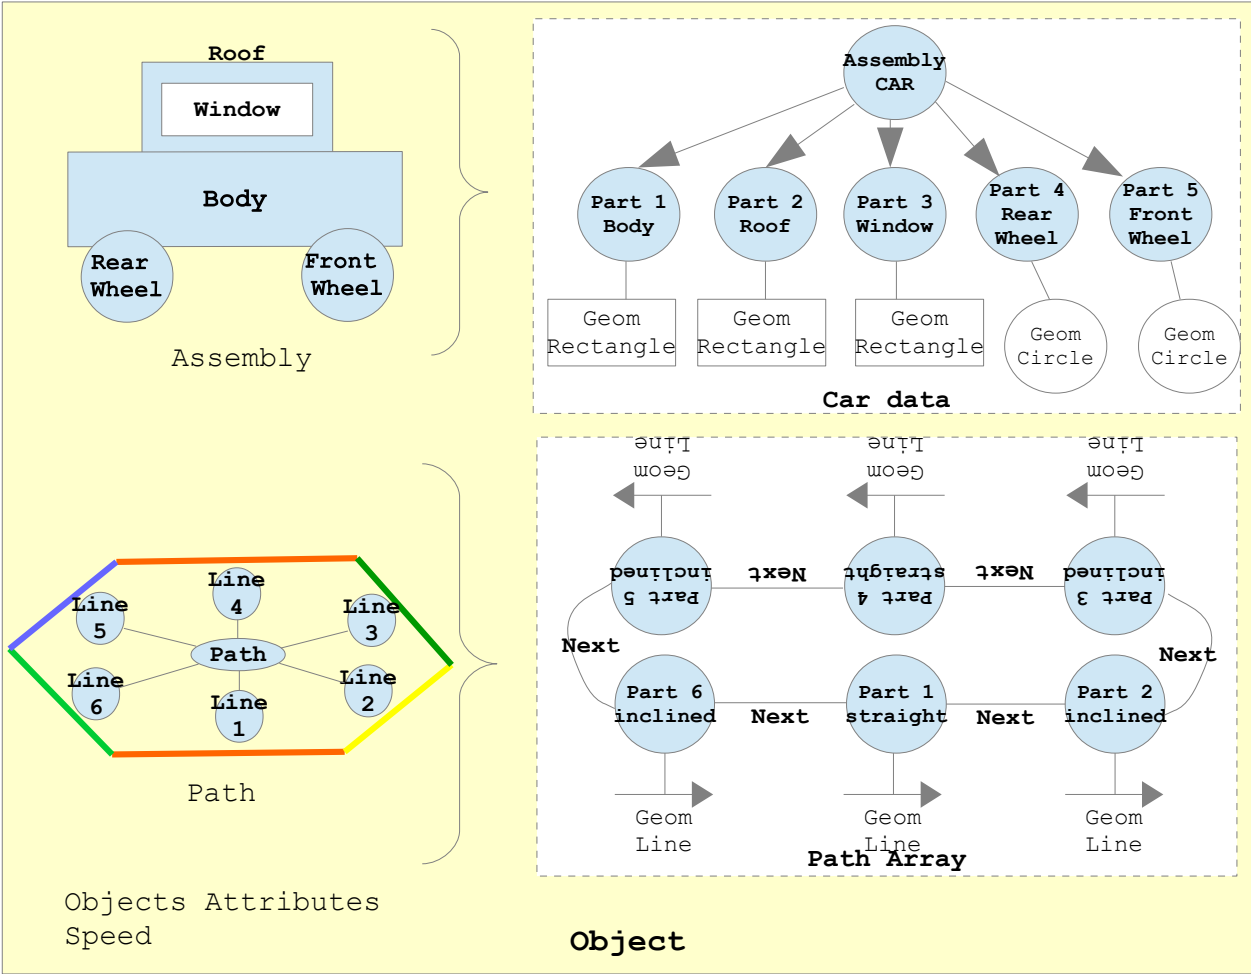 Roof
Window
Body
Rear
Wheel
Front
Wheel
Assembly
Assembly
CAR
Part 1
Body
Part 2
Roof
Part 3
Window
Part 4
Rear
Wheel
Part 5
Front
Wheel
Geom
Rectangle
Geom
Rectangle
Geom
Rectangle
Geom
Circle
Geom
Circle
Car data
Line
4
Line
5
Line
3
Path
Line
6
Line
2
Line
1
Path
Geom
Line
Geom
Line
Geom
Line
Part 5
inclined
Next
Part 4
straight
Next
Part 3
inclined
Next
Next
Part 6
inclined
Next
Part 1
straight
Next
Part 2
inclined
Geom
Line
Geom
Line
Geom
Line
Path Array
Objects Attributes
Speed
Object